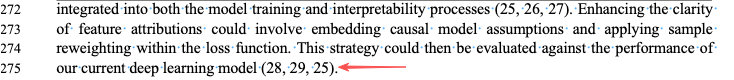 272 integrated into both the model training and interpretability processes (25, 26, 27). Enhancing the clarity
273 of feature attributions could involve embedding causal model assumptions and applying sample
274 reweighting within the loss function. This strategy could then be evaluated against the performance of
275 our current deep learning model (28, 29, 25).